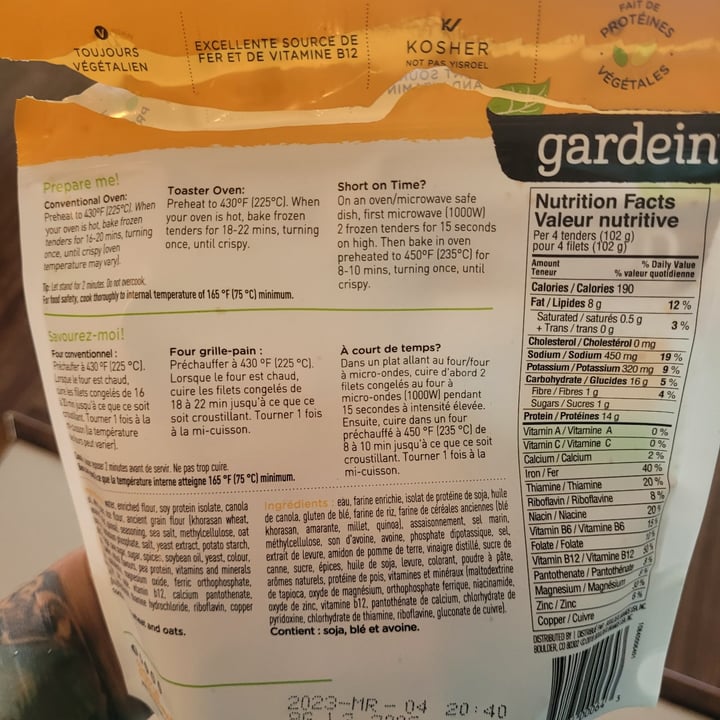 TOUJOURS
VÉGÉTALIEN
EXCELLENTE SOURCE DE
FER ET DE VITAMINE B12
KOSHER
NOT PAS YISROEL
FAIT DE
PROTÉINES
VÉGÉTALES
gardein
Prepare me!
Conventional Oven:
Preheat to 430°F (225°C). When
your oven is hot, bake frozen
tenders for 16-20 mins, turning
once, until crispy (oven
temperature may vary).
Toaster Oven:
Preheat to 430°F (225°C). When
your oven is hot, bake frozen
tenders for 18-22 mins, turning
once, until crispy.
Short on Time?
On an oven/microwave safe
dish, first microwave (1000W)
2 frozen tenders for 15 seconds
on high. Then bake in oven
preheated to 450°F (235°C) for
8-10 mins, turning once, until
crispy.
Tip: Let stand for 2 minutes. Do not overcook.
For food safety, cook thoroughly to internal temperature of 165 °F (75 °C) minimum.
Savourez-moi!
Four conventionnel :
Préchauffer à 430 °F (225 °C).
Lorsque le four est chaud,
cuire les filets congelés de 16
à 20 min jusqu'à ce que ce soit
croustillant. Tourner 1 fois à la
(la température
peut varier).
Four grille-pain :
Préchauffer à 430 °F (225 °C).
Lorsque le four est chaud,
cuire les filets congelés de
18 à 22 min jusqu'à ce que ce
soit croustillant. Tourner 1 fois
à la mi-cuisson.
À court de temps?
Dans un plat allant au four/four
à micro-ondes, cuire d'abord 2
filets congelés au four à
micro-ondes (1000W) pendant
15 secondes à intensité élevée.
Ensuite, cuire dans un four
préchauffé à 450 °F (235 °C) de
8 à 10 min jusqu'à ce que ce soit
croustillant. Tourner 1 fois à la
mi-cuisson.
reposer 2 minutes avant de servir. Ne pas trop cuire.
que la température interne atteigne 165 °F (75 °C) minimum.
water, enriched flour, soy protein isolate, canola
flour, ancient grain flour (khorasan wheat,
seasoning, sea salt, methylcellulose, oat
phosphate, salt, yeast extract, potato starch,
sugar, spices, soybean oil, yeast, colour,
pea protein, vitamins and minerals
oxide, ferric orthophosphate,
vitamin b12, calcium pantothenate,
hydrochloride, riboflavin, copper
and oats.
Ingrédients : eau, farine enrichie, isolat de protéine de soja, huile
de canola, gluten de blé, farine de riz, farine de céréales anciennes (blé
khorasan, amarante, millet, quinoa), assaisonnement, sel marin,
méthylcellulose, son d'avoine, avoine, phosphate dipotassique, sel,
extrait de levure, amidon de pomme de terre, vinaigre distillé, sucre de
canne, sucre, épices, huile de soja, levure, colorant, poudre à pâte,
arômes naturels, protéine de pois, vitamines et minéraux (maltodextrine
de tapioca, oxyde de magnésium, orthophosphate ferrique, niacinamide,
oxyde de zinc, vitamine b12, pantothénate de calcium, chlorhydrate de
pyridoxine, chlorhydrate de thiamine, riboflavine, gluconate de cuivre).
Contient : soja, blé et avoine.
Nutrition Facts
Valeur nutritive
Per 4 tenders (102 g)
pour 4 filets (102 g)
Amount % Daily Value
Teneur % valeur quotidienne
Calories / Calories 190
Fat / Lipides 8 g 12 %
Saturated / saturés 0.5 g
+ Trans / trans 0 g 3 %
Cholesterol / Cholestérol 0 mg
Sodium / Sodium 450 mg 19 %
Potassium / Potassium 320 mg 9 %
Carbohydrate / Glucides 16 g 5 %
Fibre / Fibres 1 g 4 %
Sugars / Sucres 1 g
Protein / Protéines 14 g
Vitamin A / Vitamine A 0 %
Vitamin C / Vitamine C 0 %
Calcium / Calcium 2 %
Iron / Fer 40 %
Thiamine / Thiamine 20 %
Riboflavin / Riboflavine 8 %
Niacin / Niacine 20
Vitamin B6 / Vitamine B6
Folate / Folate
Vitamin B12 / Vitamine B12
Pantothenate / Pantothénate
Magnesium / Magnésium
Zinc / Zinc
Copper / Cuivre
DISTRIBUTED BY
BOULDER, CO 80302
2023-MR-04 20:40